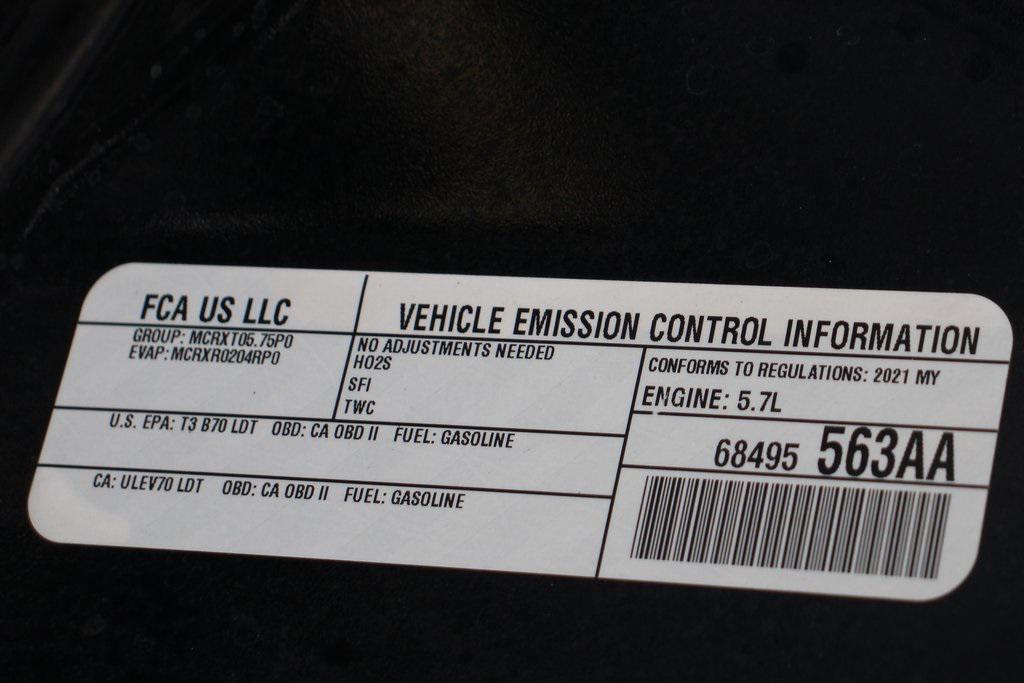 FCA US LLC
VEHICLE EMISSION CONTROL INFORMATION
GROUP: MCRXT05.75P0
EVAP: MCRXR0204RP0
NO ADJUSTMENTS NEEDED
HO2S
SFI
TWC
CONFORMS TO REGULATIONS: 2021 MY
ENGINE: 5.7L
U.S. EPA: T3 B70 LDT OBD: CA OBD II FUEL: GASOLINE
CA: ULEV70 LDT OBD: CA OBD II FUEL: GASOLINE
68495 563AA